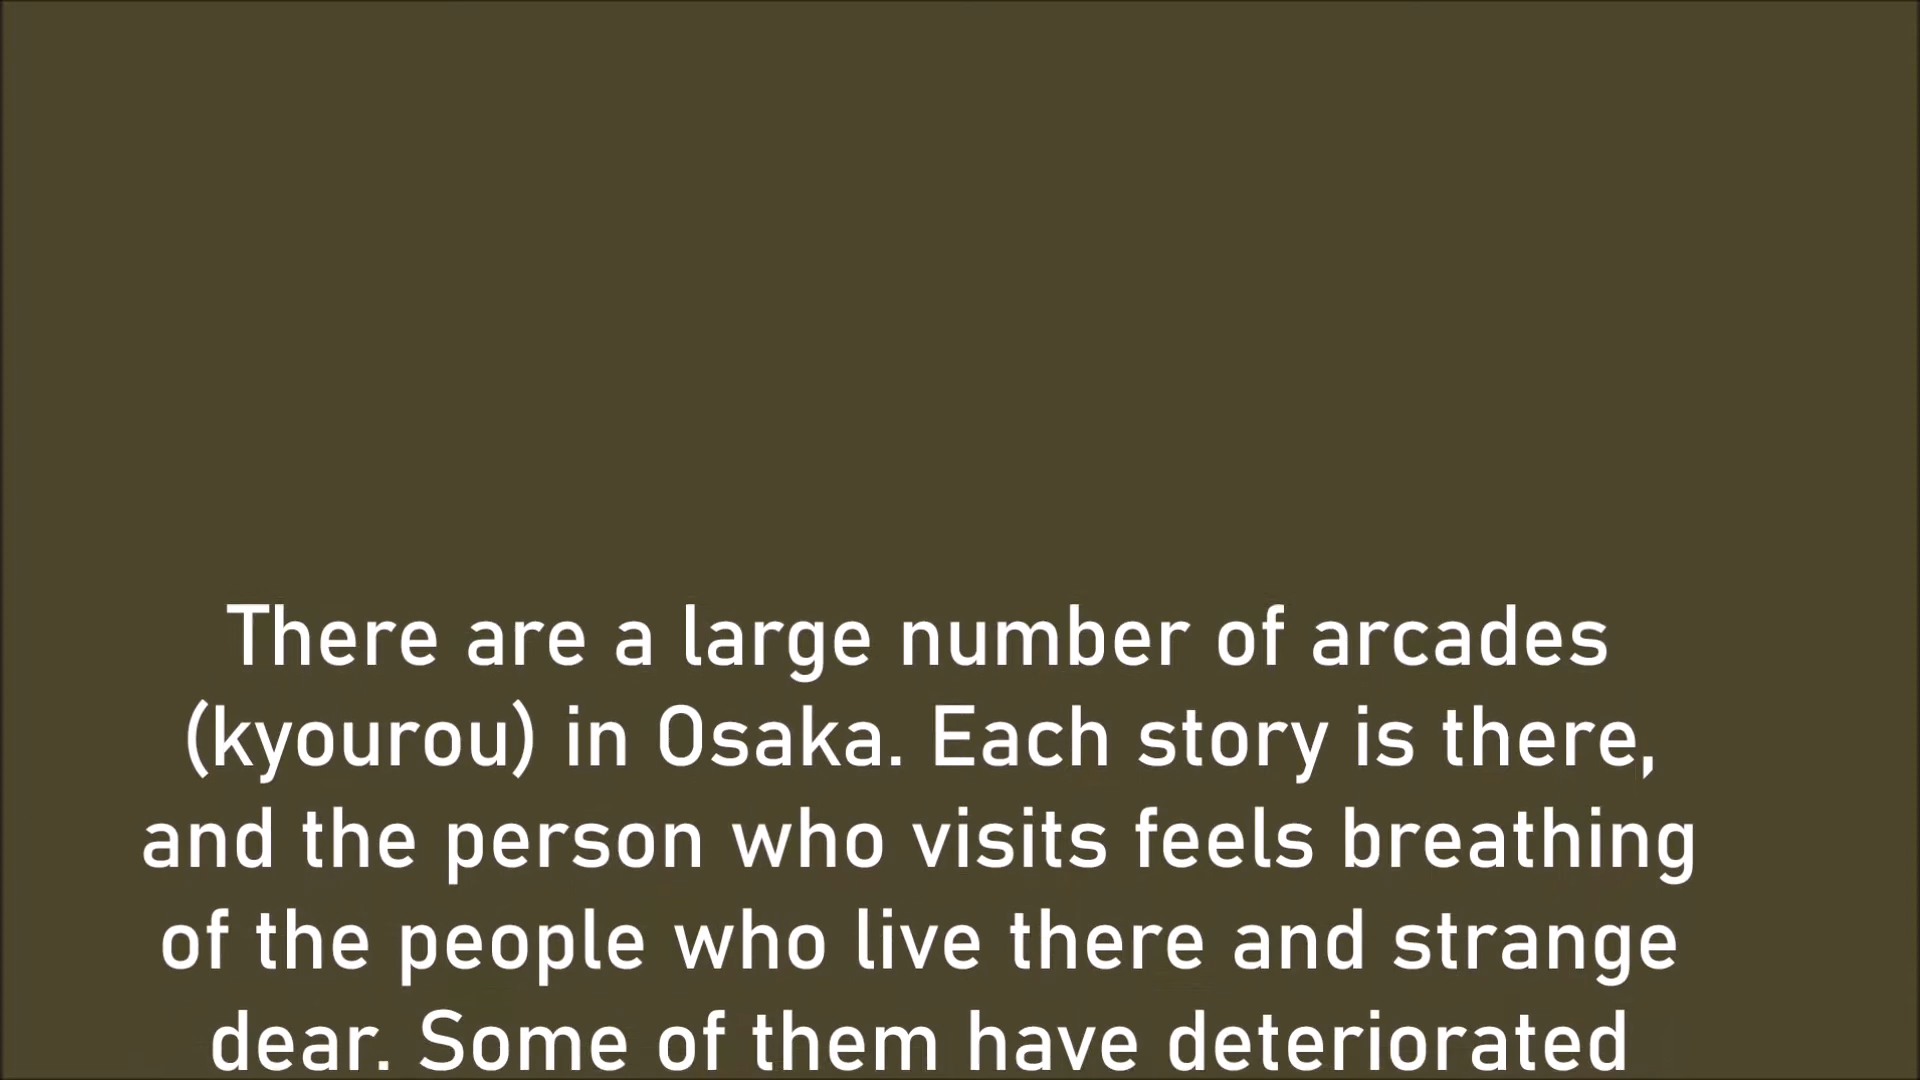 There are a large number of arcades
(kyourou) in Osaka. Each story is there,
and the person who visits feels breathing
of the people who live there and strange
dear. Some of them have deteriorated